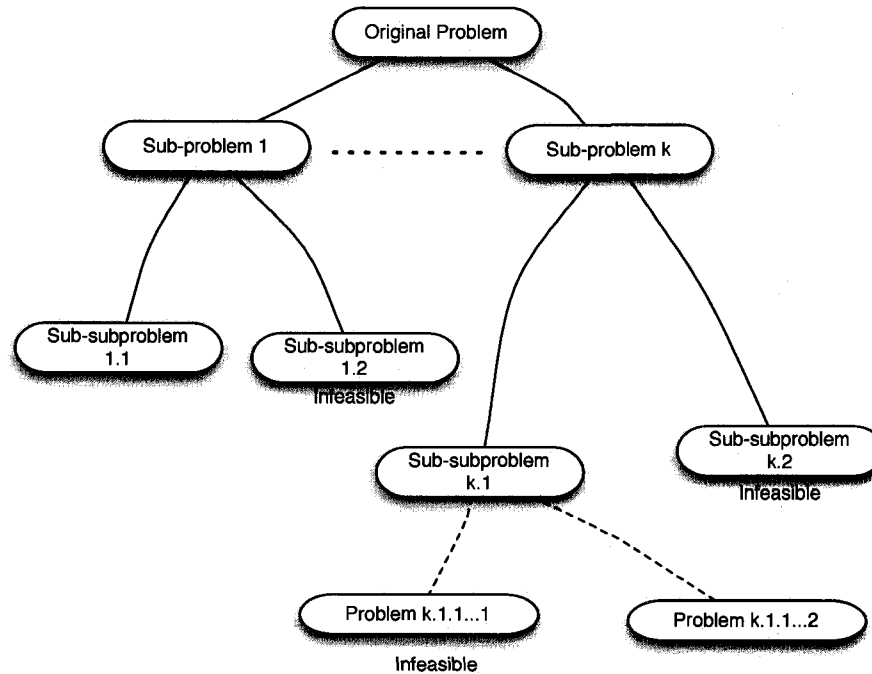 Original Problem
Sub-problem 1
Sub-problem k
Sub-subproblem
1.1
Sub-subproblem
1.2
Infeasible
Sub-subproblem
k.1
Sub-subproblem
k.2
Infeasible
Problem k.1.1...1
Infeasible
Problem k.1.1...2